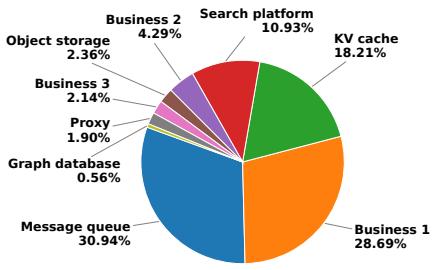 Search platform
10.93%
Business 2
4.29%
KV cache
18.21%
Object storage
2.36%
Business 3
2.14%
Proxy
1.90%
Graph database
0.56%
Message queue
30.94%
Business 1
28.69%